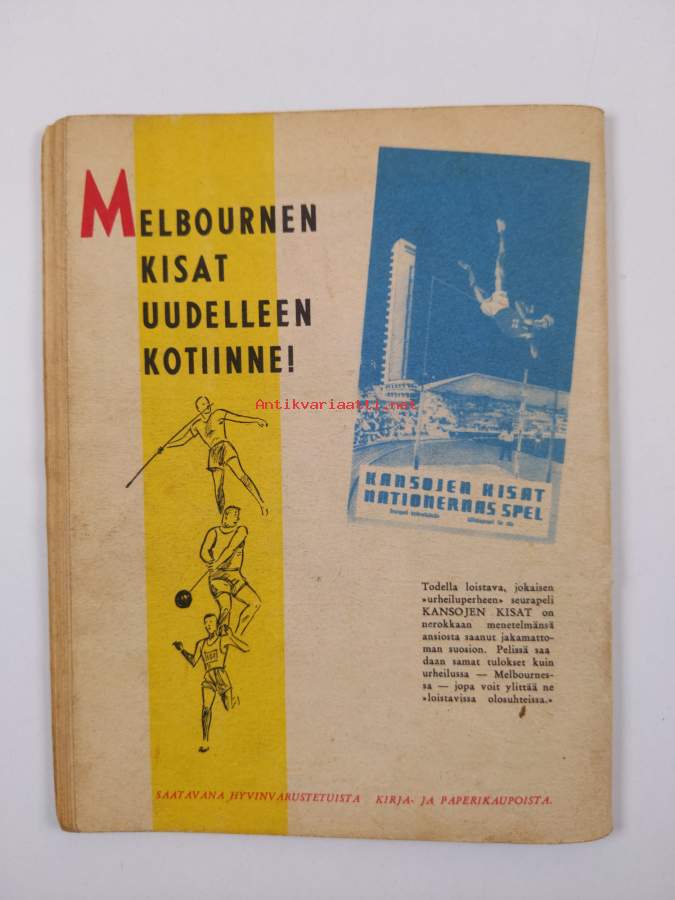 MELBOURNEN
KISAT
UUDELLEEN
KOTIINNE!
Antikvariaatti.net
KANSOJEN KISAT
NATIONERNAS SPEL
Todella loistava, jokaisen
»urheiluperheen» seurapeli
KANSOJEN KISAT on
nerokkaan menetelmänsä
ansiosta saanut jakamatto-
man suosion. Pelissä saa
daan samat tulokset kuin
urheilussa — Melbournes-
sa — jopa voit ylittää ne
»loistavissa olosuhteissa.»
SAATAVANA HYVINVARUSTETUISTA KIRJA- JA PAPERIKAUPOISTA.